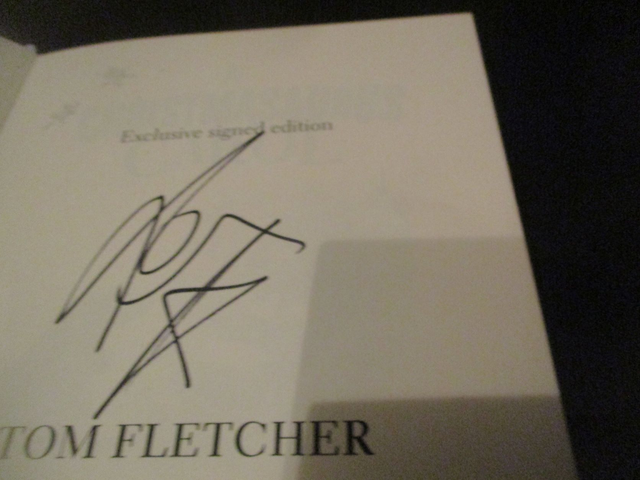 Exclusive signed edition
TOM FLETCHER